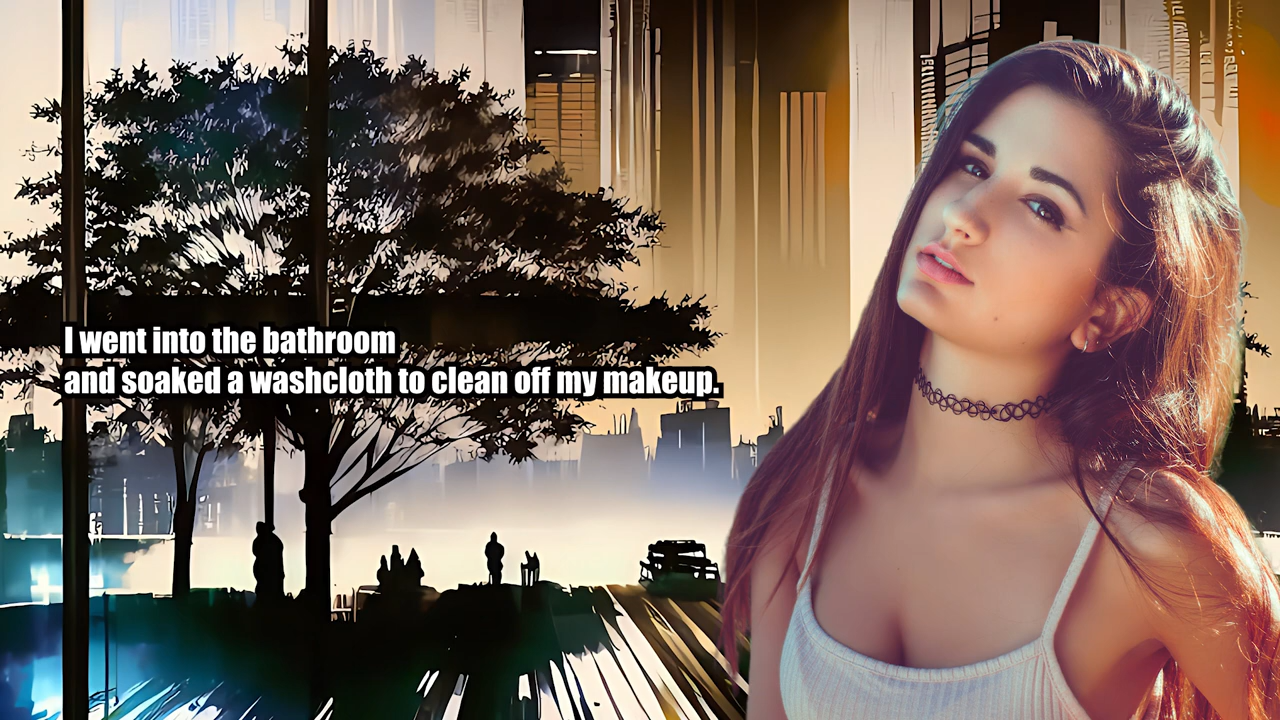 I went into the bathroom
and soaked a washcloth to clean off my makeup.